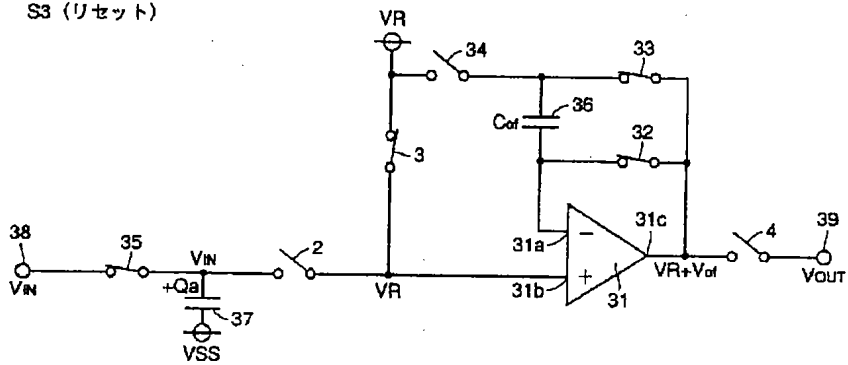 S3 (リセット)
VR
34
33
36
Cof
32
3
38
35
VIN
2
31a
31c
4
39
VIN
+Qa
37
VSS
VR
31b
31
VR+Vof
VOUT